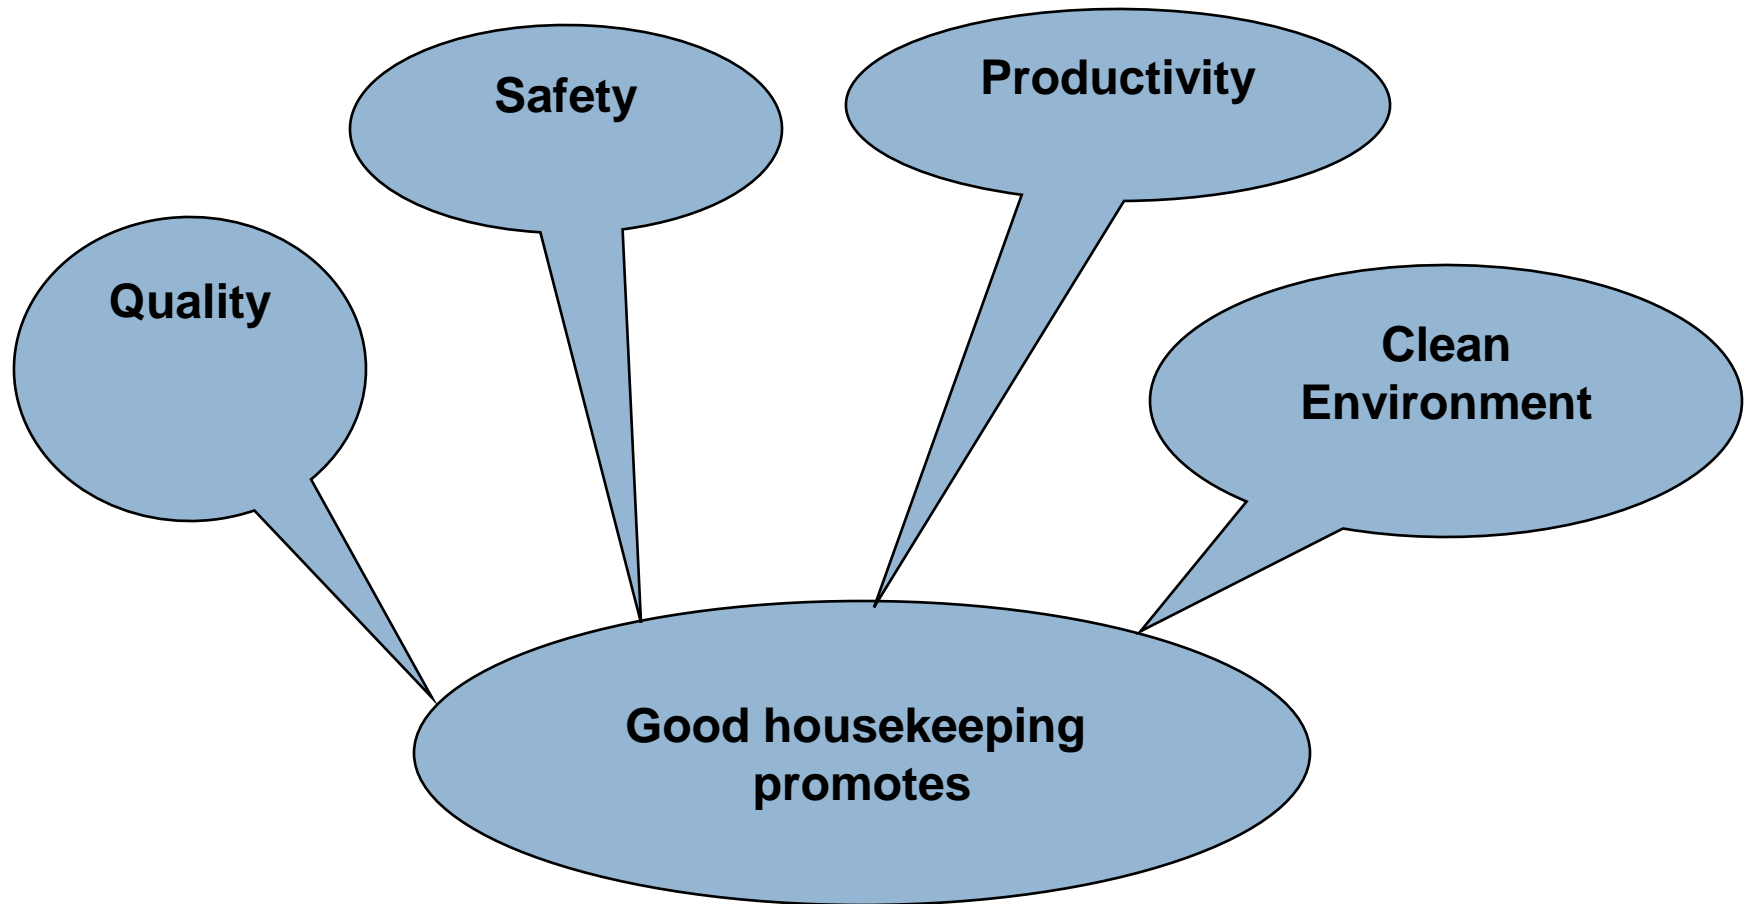 Productivity
Safety
Quality
Clean
Environment
Good housekeeping
promotes